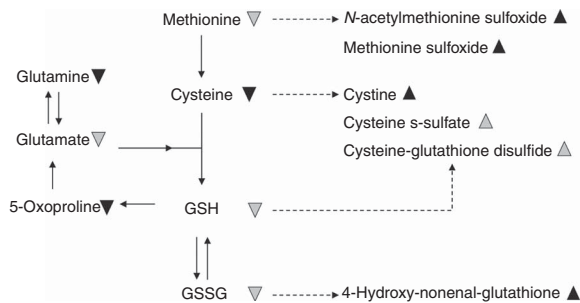 Methionine
N-acetylmethionine sulfoxide
Methionine sulfoxide
Glutamine
Cysteine
Cystine
Cysteine s-sulfate
Glutamate
Cysteine-glutathione disulfide
5-Oxoproline
GSH
GSSG
4-Hydroxy-nonenal-glutathione